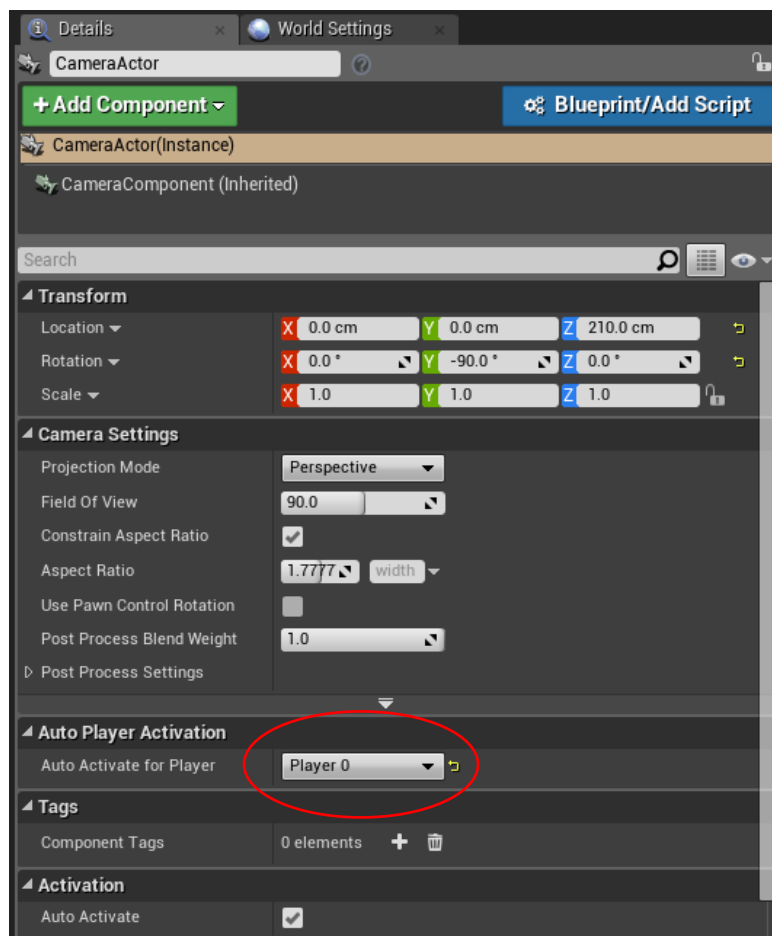 Details
World Settings
CameraActor
+ Add Component
Blueprint/Add Script
CameraActor(Instance)
CameraComponent (Inherited)
Search
Transform
Location X 0.0 cm Y 0.0 cm Z 210.0 cm
Rotation X 0.0 ° Y -90.0 ° Z 0.0 °
Scale X 1.0 Y 1.0 Z 1.0
Camera Settings
Projection Mode Perspective
Field Of View 90.0
Constrain Aspect Ratio
Aspect Ratio 1.7777 width
Use Pawn Control Rotation
Post Process Blend Weight 1.0
Post Process Settings
Auto Player Activation
Auto Activate for Player Player 0
Tags
Component Tags 0 elements
Activation
Auto Activate